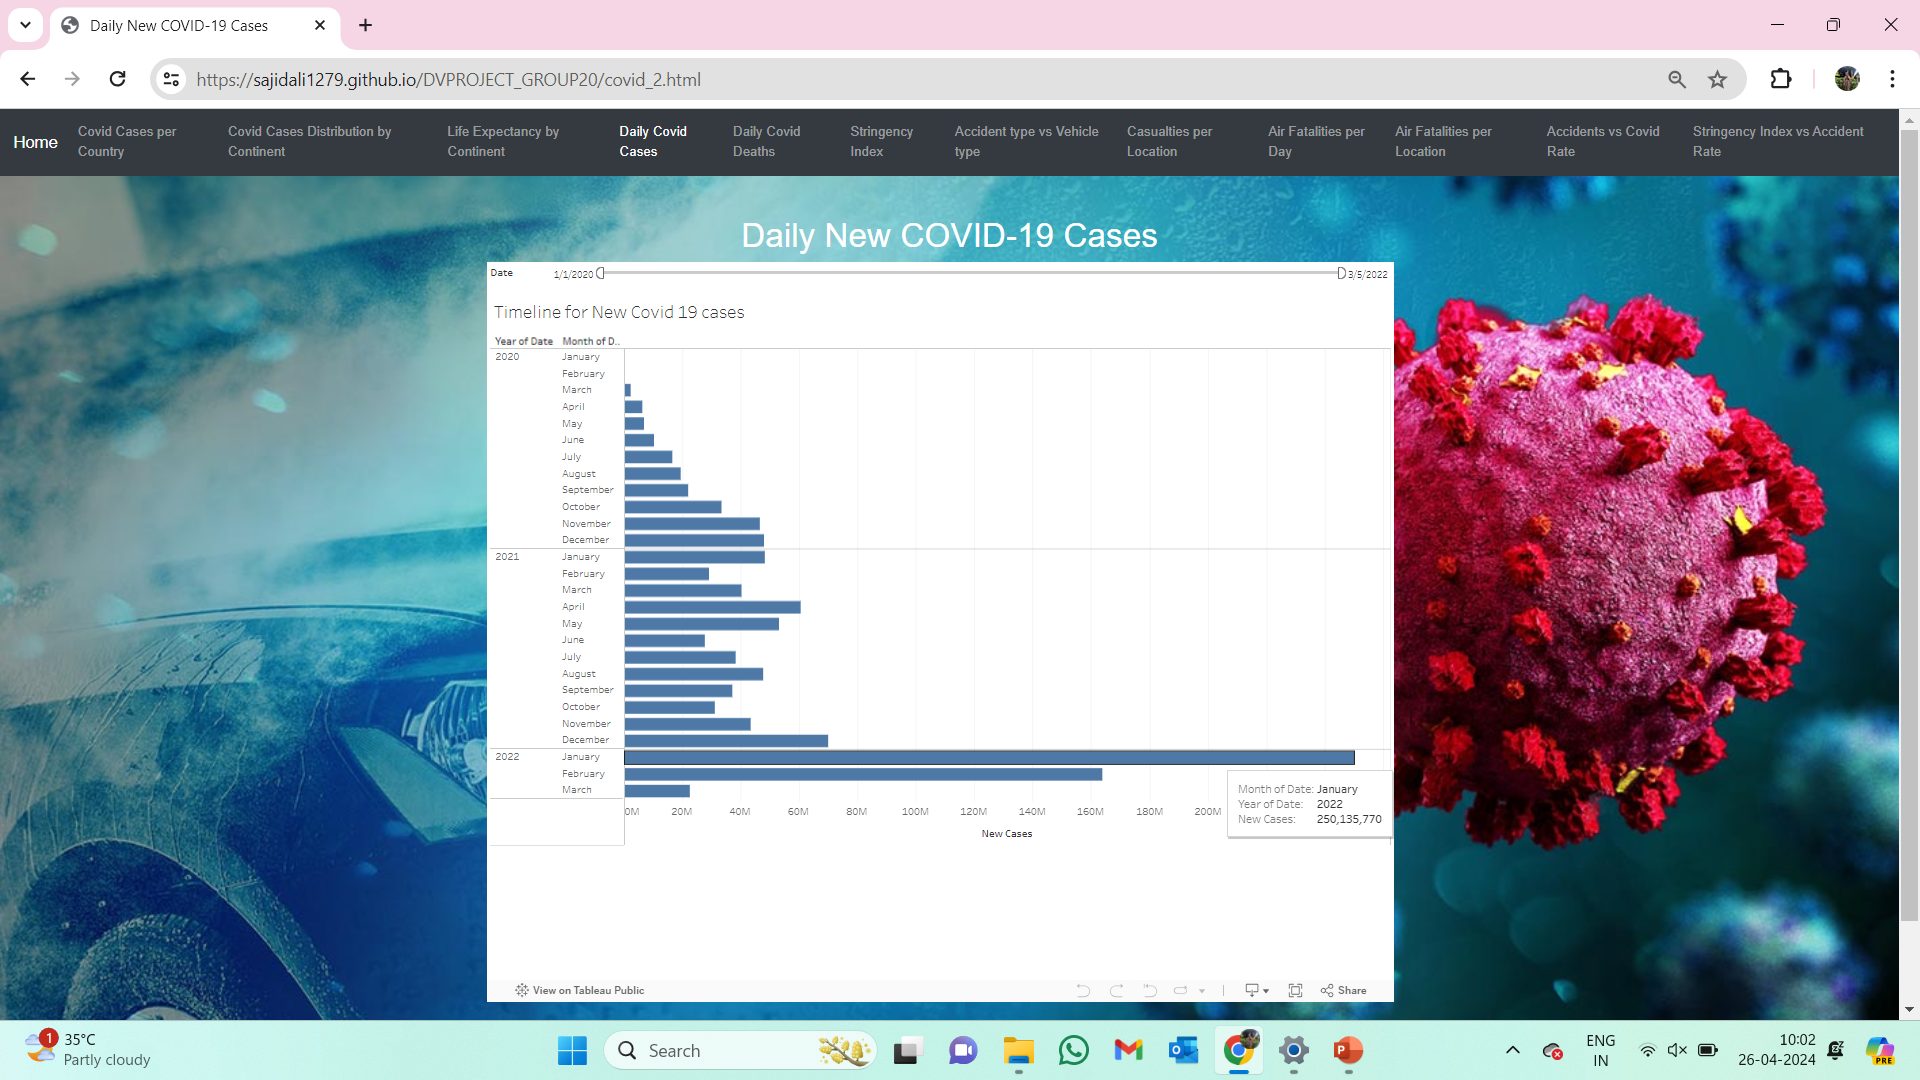 Daily New COVID-19 Cases
https://sajidali1279.github.io/DVPROJECT_GROUP20/covid_2.html
Home
Covid Cases per
Country
Covid Cases Distribution by
Continent
Life Expectancy by
Continent
Daily Covid
Cases
Daily Covid
Deaths
Stringency
Index
Accident type vs Vehicle
type
Casualties per
Location
Air Fatalities per
Day
Air Fatalities per
Location
Accidents vs Covid
Rate
Stringency Index vs Accident
Rate
Daily New COVID-19 Cases
Date 1/1/2020 3/5/2022
Timeline for New Covid 19 cases
Year of Date Month of D..
2020 January
February
March
April
May
June
July
August
September
October
November
December
2021 January
February
March
April
May
June
July
August
September
October
November
December
2022 January
February
March
0M 20M 40M 60M 80M 100M 120M 140M 160M 180M 200M
New Cases
Month of Date: January
Year of Date: 2022
New Cases: 250,135,770
View on Tableau Public
Share
1
35°C
Partly cloudy
Search
P
ENG
IN
10:02
26-04-2024
PRE